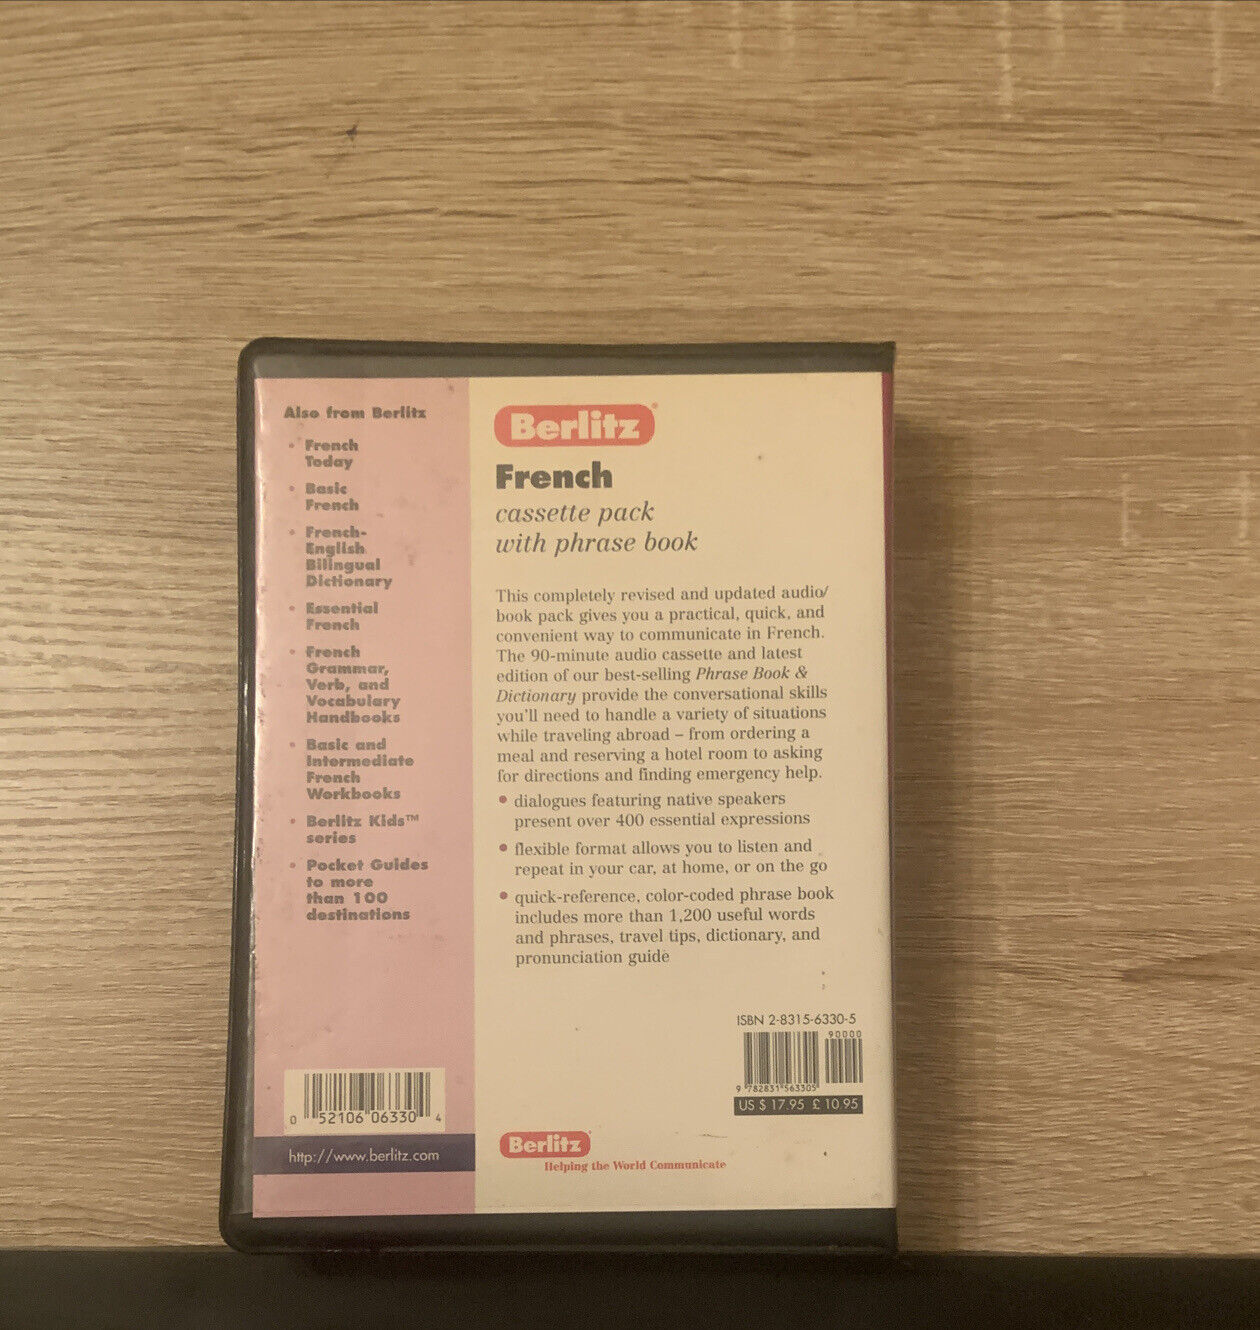 Also from Berlitz
• French
Today
• Basic
French
• French-
English
Bilingual
Dictionary
• Essential
French
• French
Grammar,
Verb, and
Vocabulary
Handbooks
• Basic and
Intermediate
French
Workbooks
• Berlitz Kids™
series
• Pocket Guides
to more
than 100
destinations
0 52106 06330 4
http://www.berlitz.com
Berlitz®
French
cassette pack
with phrase book
This completely revised and updated audio/
book pack gives you a practical, quick, and
convenient way to communicate in French.
The 90-minute audio cassette and latest
edition of our best-selling Phrase Book &
Dictionary provide the conversational skills
you'll need to handle a variety of situations
while traveling abroad – from ordering a
meal and reserving a hotel room to asking
for directions and finding emergency help.
• dialogues featuring native speakers
present over 400 essential expressions
• flexible format allows you to listen and
repeat in your car, at home, or on the go
• quick-reference, color-coded phrase book
includes more than 1,200 useful words
and phrases, travel tips, dictionary, and
pronunciation guide
ISBN 2-8315-6330-5
90000
9 782831 563305
US $ 17.95 £ 10.95
Berlitz®
Helping the World Communicate